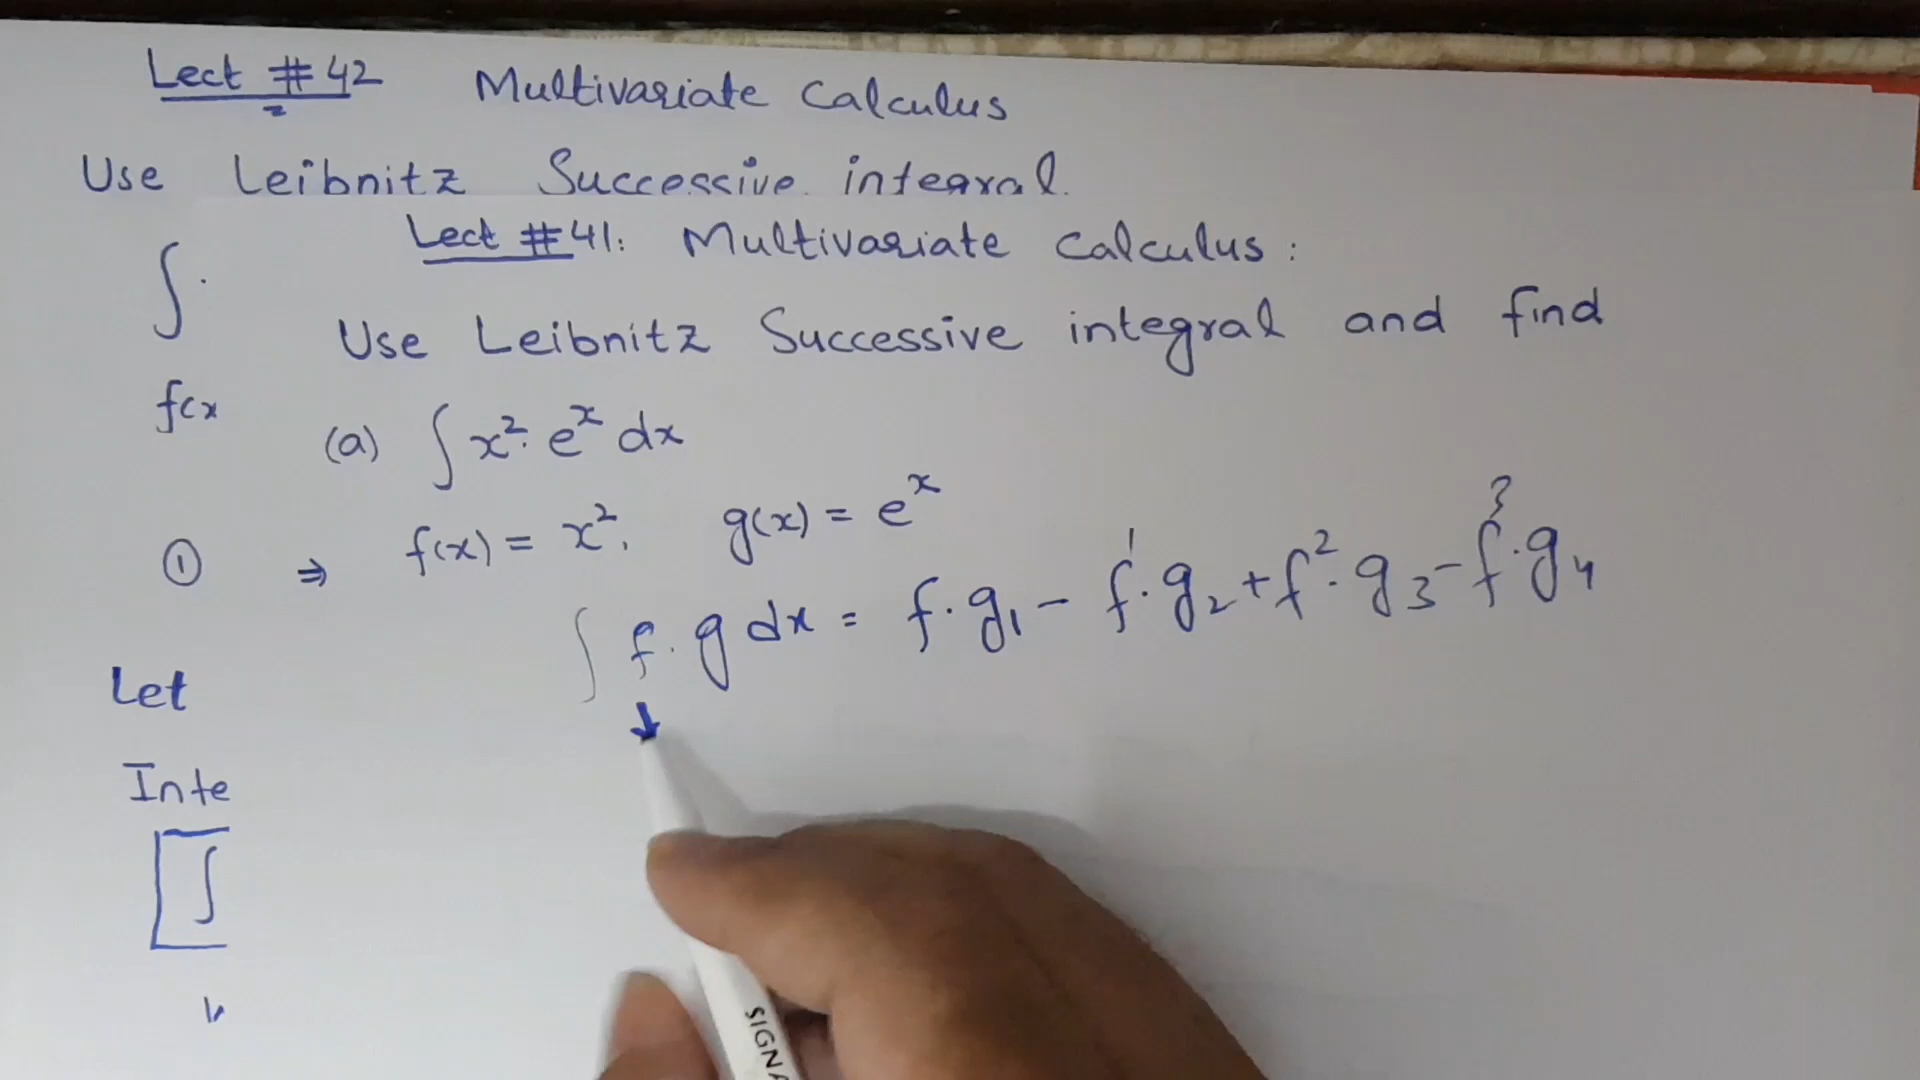 Lect #42 Multivariate Calculus
Use Leibnitz Successive integral
Lect #41: Multivariate Calculus:
∫.
Use Leibnitz Successive integral and find
f(x
(a) ∫ x². eˣ dx
① ⇒ f(x) = x², g(x) = eˣ
∫ f.g dx = f.g₁ - f¹.g₂ + f².g₃ - f³.g₄
Let
Inte
∫
SIGNA